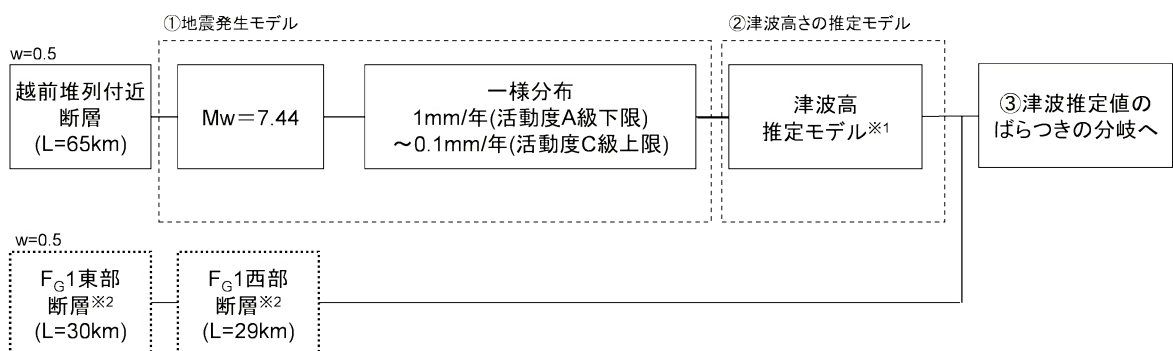 ①地震発生モデル
②津波高さの推定モデル
w=0.5
越前堆列付近
断層
(L=65km)
Mw=7.44
一様分布
1mm/年(活動度A級下限)
～0.1mm/年(活動度C級上限)
津波高
推定モデル※1
③津波推定値の
ばらつきの分岐へ
w=0.5
FG1東部
断層※2
(L=30km)
FG1西部
断層※2
(L=29km)